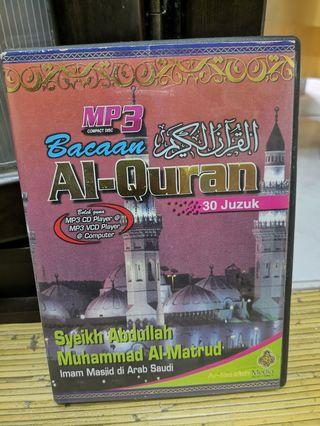 MP3
COMPACT DISC
Bacaan
القرآن الكريم
Al-Quran
30 Juzuk
Boleh guna
MP3 CD Player @
MP3 VCD Player
@ Computer
Syeikh Abdullah
Muhammad Al-Matrud
Imam Masjid di Arab Saudi
Media